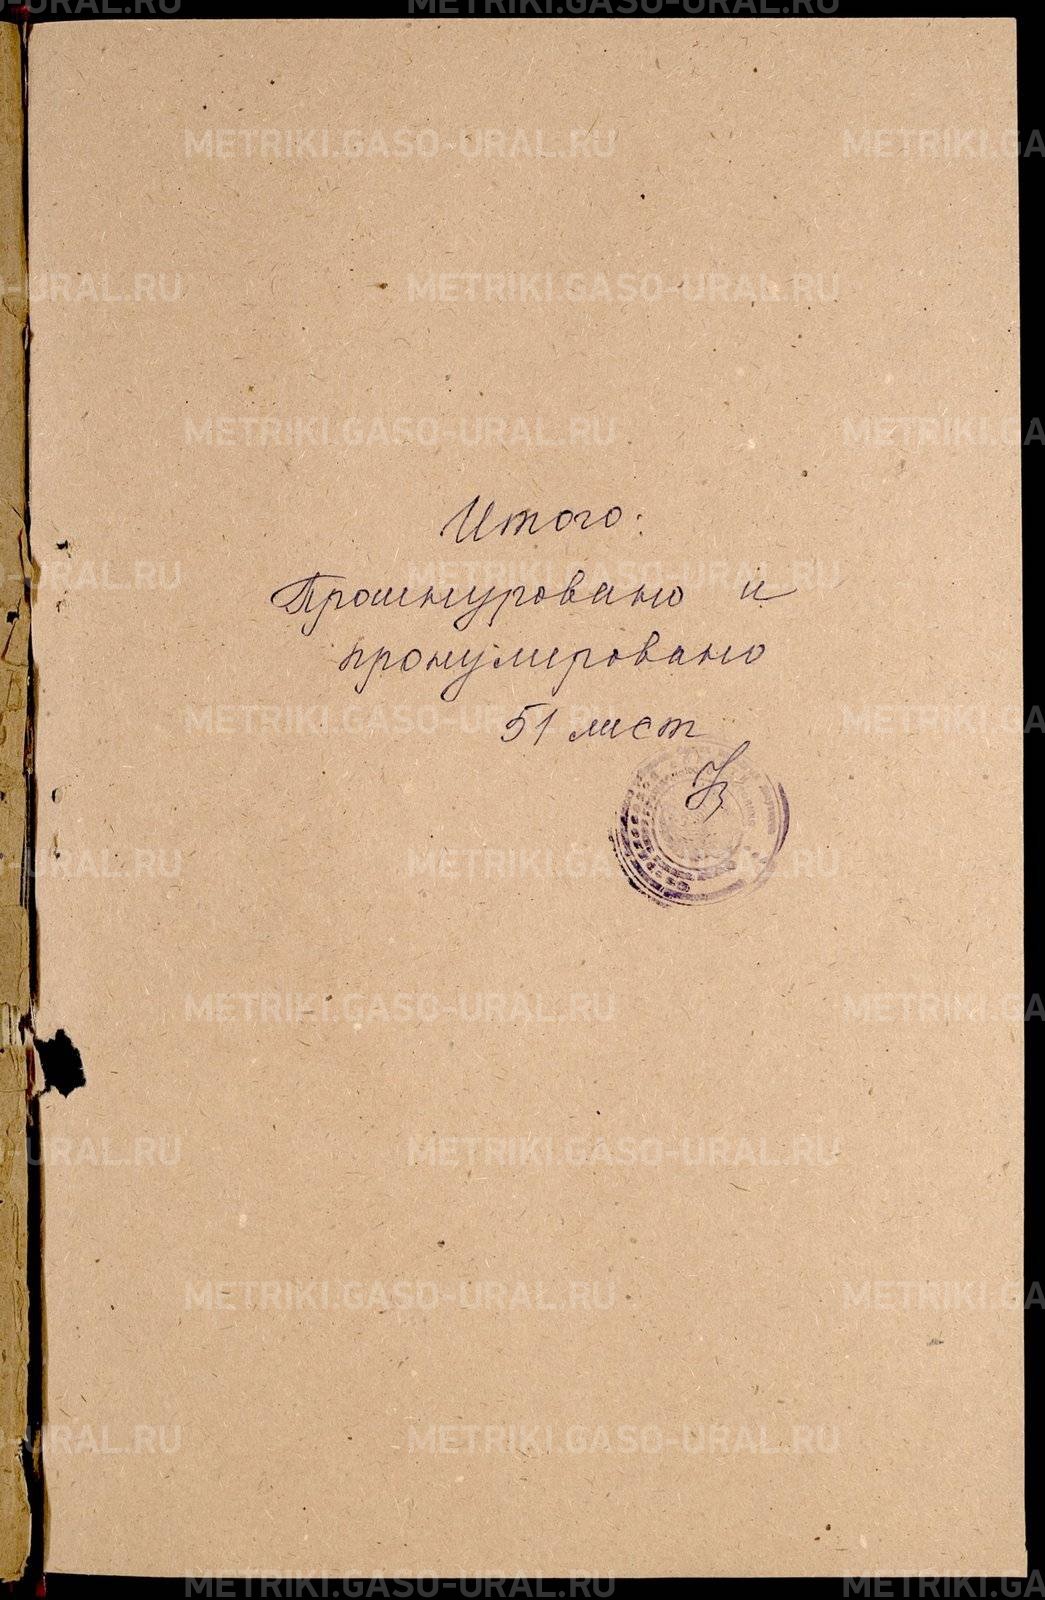 Итого:
Прошнуровано и
пронумеровано
51 лист
METRIKI.GASO-URAL.RU